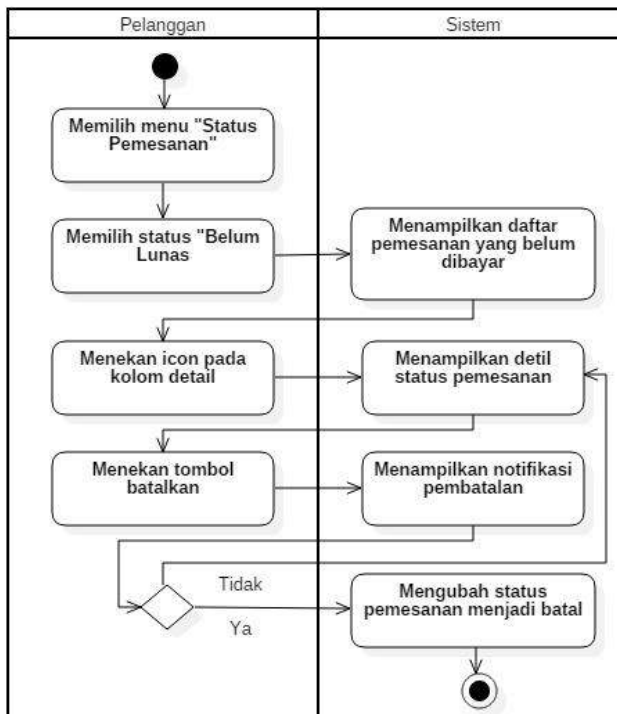 Pelanggan
Sistem
Memilih menu "Status
Pemesanan"
Memilih status "Belum
Lunas
Menampilkan daftar
pemesanan yang belum
dibayar
Menekan icon pada
kolom detail
Menampilkan detil
status pemesanan
Menekan tombol
batalkan
Menampilkan notifikasi
pembatalan
Tidak
Ya
Mengubah status
pemesanan menjadi batal